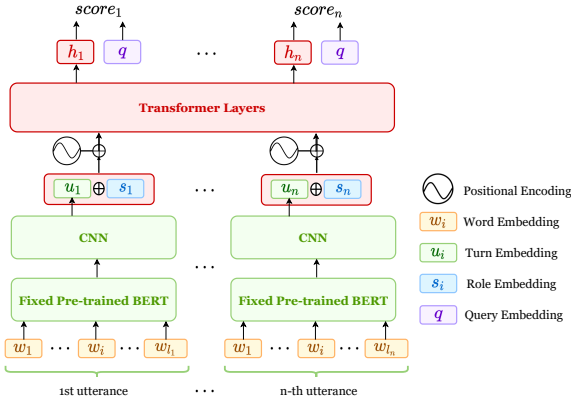 score1 scoren
h1 q ... hn q
Transformer Layers
u1 ⊕ s1 ... un ⊕ sn
CNN CNN
...
Fixed Pre-trained BERT Fixed Pre-trained BERT
w1 ... wi ... wl1 w1 ... wi ... wln
1st utterance ... n-th utterance
Positional Encoding
wi Word Embedding
ui Turn Embedding
si Role Embedding
q Query Embedding